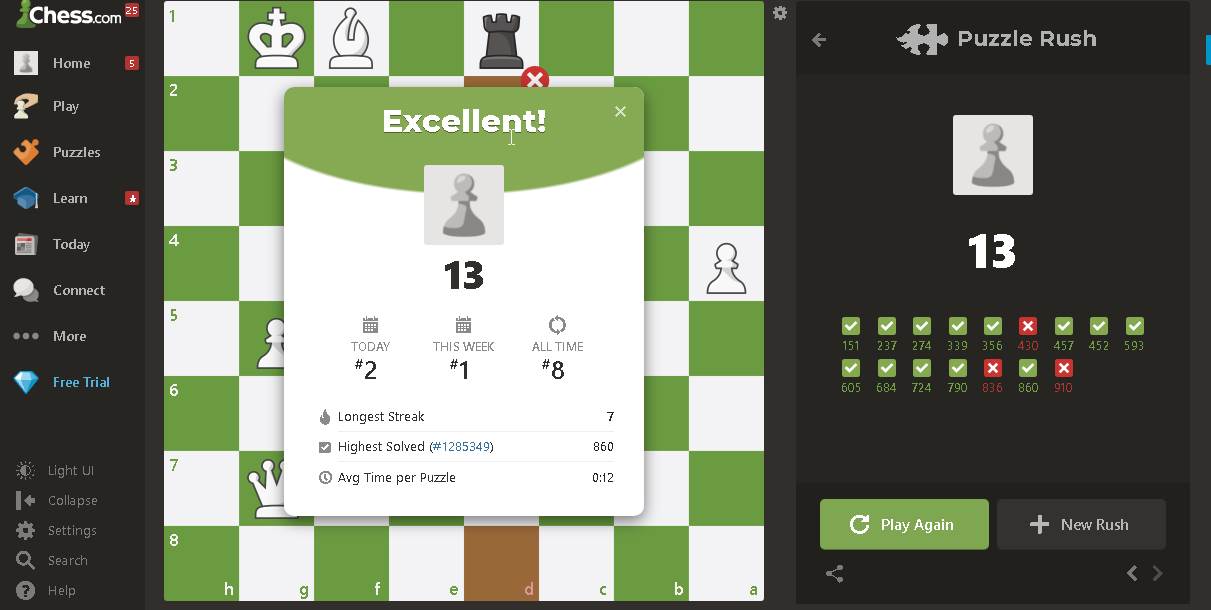 Chess.com 25
Home 5
Play
Puzzles
Learn
Today
Connect
More
Free Trial
Light UI
Collapse
Settings
Search
Help
1
2
3
4
5
6
7
8
h g f e d c b a
Excellent!
×
13
TODAY THIS WEEK ALL TIME
#2 #1 #8
Longest Streak 7
Highest Solved (#1285349) 860
Avg Time per Puzzle 0:12
Puzzle Rush
13
151 237 274 339 356 430 457 452 593
605 684 724 790 836 860 910
Play Again
New Rush